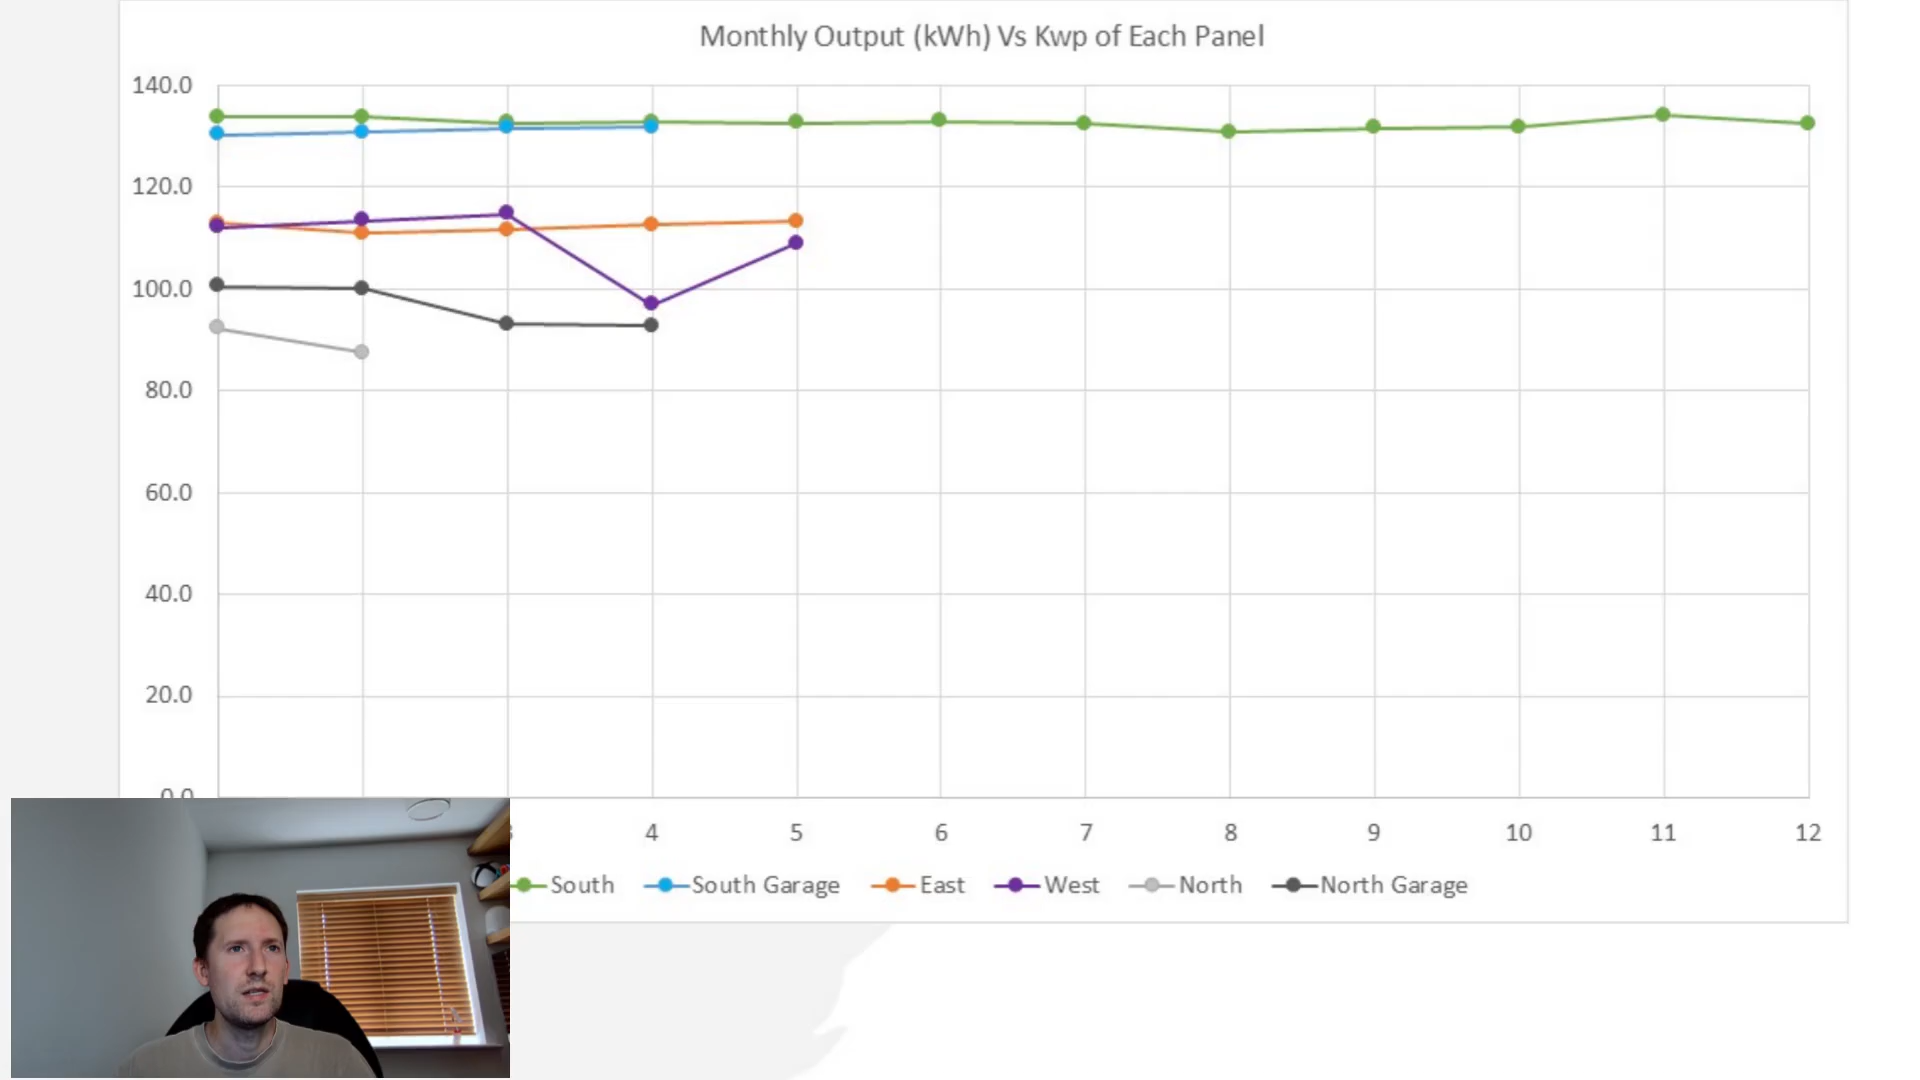 Monthly Output (kWh) Vs Kwp of Each Panel
140.0
120.0
100.0
80.0
60.0
40.0
20.0
4 5 6 7 8 9 10 11 12
South South Garage East West North North Garage